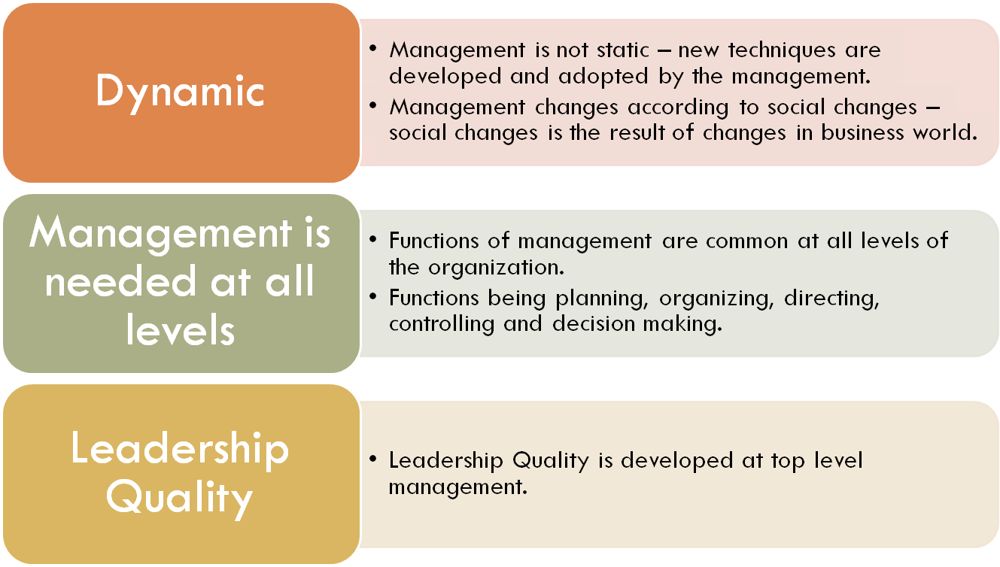 Dynamic
• Management is not static – new techniques are
developed and adopted by the management.
• Management changes according to social changes –
social changes is the result of changes in business world.
Management is
needed at all
levels
• Functions of management are common at all levels of
the organization.
• Functions being planning, organizing, directing,
controlling and decision making.
Leadership
Quality
• Leadership Quality is developed at top level
management.